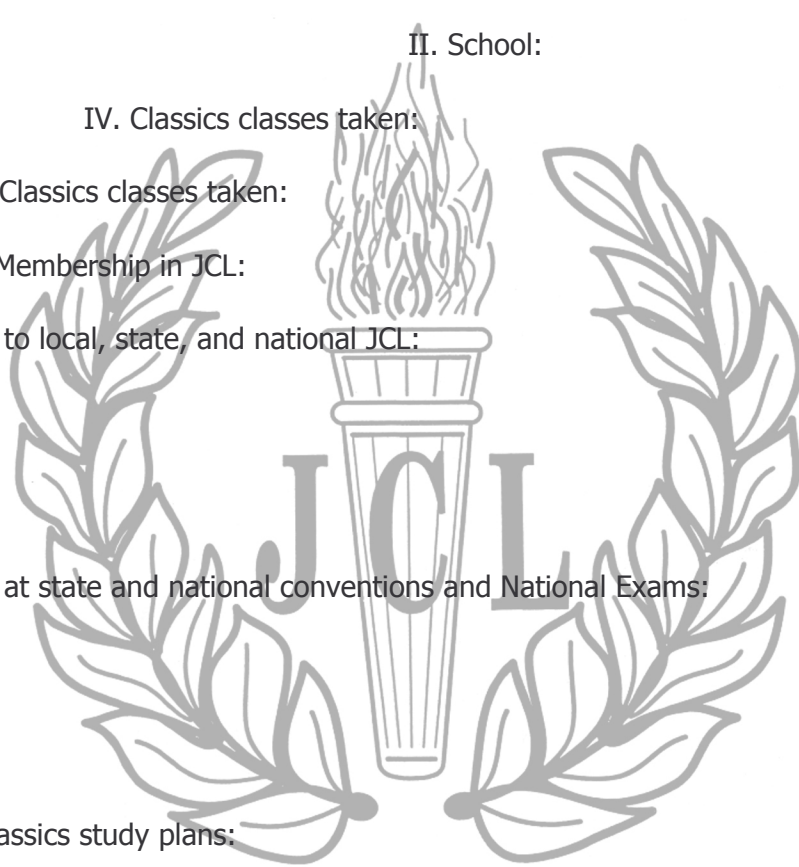 II. School:
IV. Classics classes taken:
Classics classes taken:
Membership in JCL:
to local, state, and national JCL:
JCL
at state and national conventions and National Exams:
assics study plans: